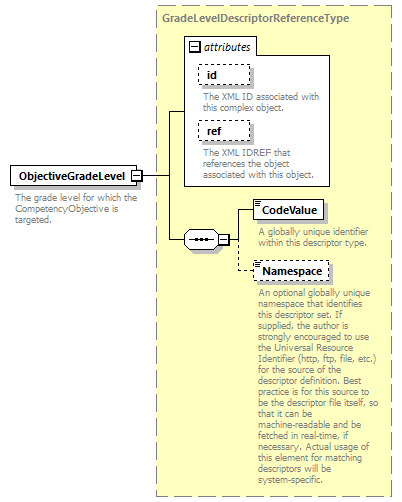 GradeLevelDescriptorReferenceType
attributes
id
The XML ID associated with
this complex object.
ref
The XML IDREF that
references the object
associated with this object.
ObjectiveGradeLevel
The grade level for which the
CompetencyObjective is
targeted.
CodeValue
A globally unique identifier
within this descriptor type.
Namespace
An optional globally unique
namespace that identifies
this descriptor set. If
supplied, the author is
strongly encouraged to use
the Universal Resource
Identifier (http, ftp, file, etc.)
for the source of the
descriptor definition. Best
practice is for this source to
be the descriptor file itself, so
that it can be
machine-readable and be
fetched in real-time, if
necessary. Actual usage of
this element for matching
descriptors will be
system-specific.